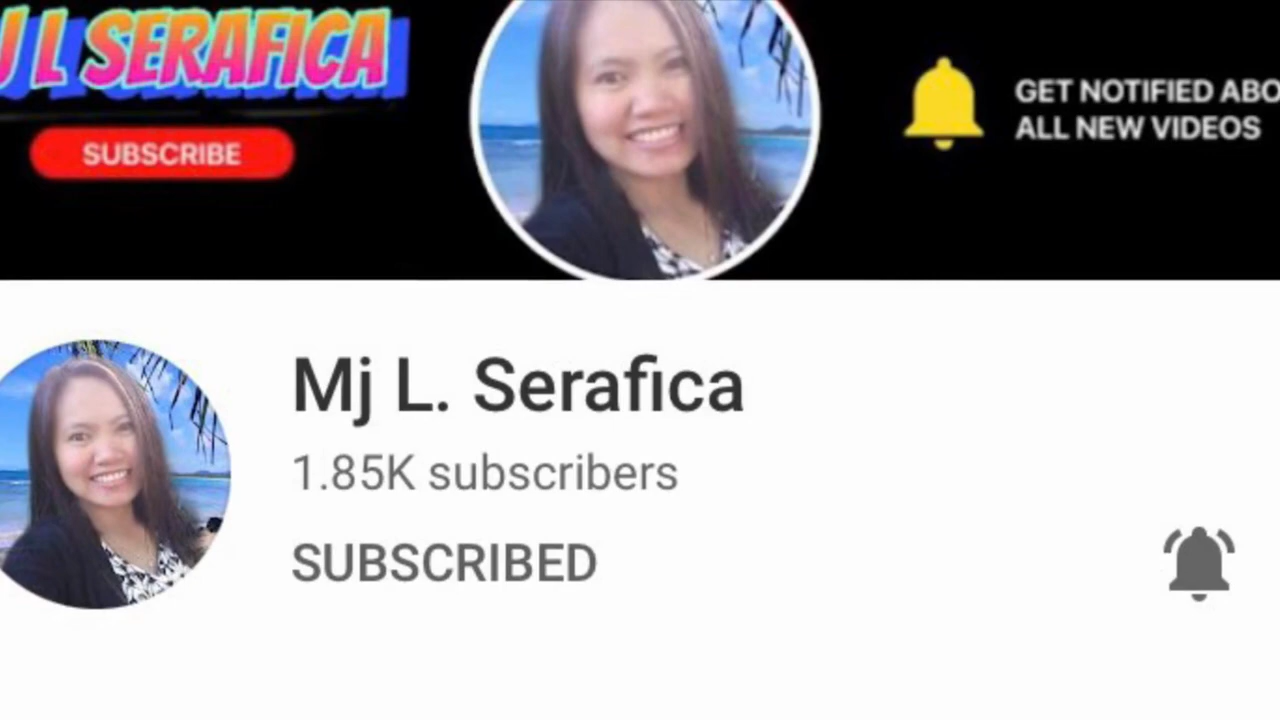 J L SERAFICA
SUBSCRIBE
GET NOTIFIED ABO
ALL NEW VIDEOS
Mj L. Serafica
1.85K subscribers
SUBSCRIBED